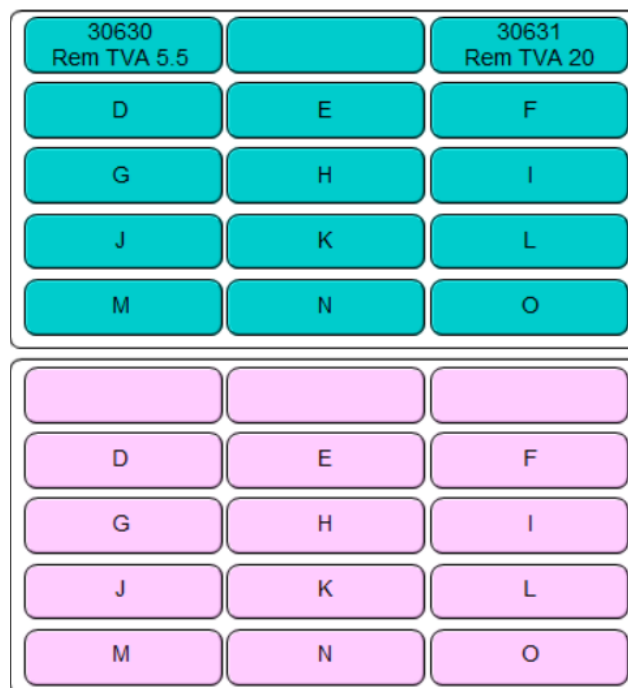 30630
Rem TVA 5.5
30631
Rem TVA 20
D E F
G H I
J K L
M N O
D E F
G H I
J K L
M N O